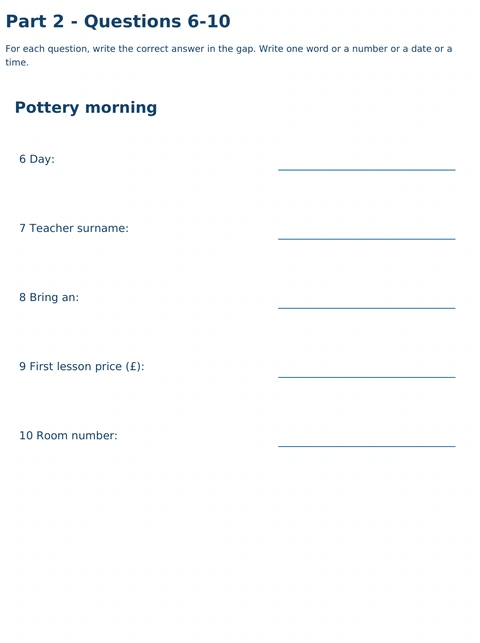 Part 2 - Questions 6-10
For each question, write the correct answer in the gap. Write one word or a number or a date or a
time.
Pottery morning
6 Day:
7 Teacher surname:
8 Bring an:
9 First lesson price (£):
10 Room number: